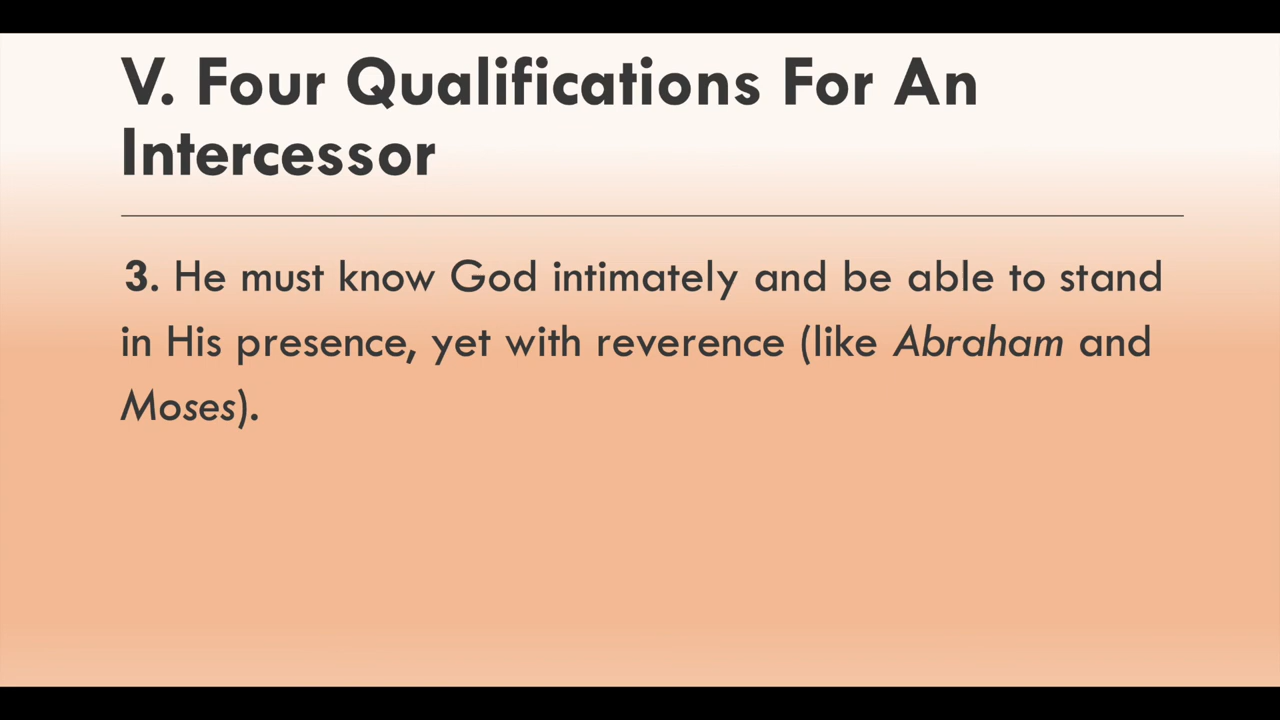 V. Four Qualifications For An
Intercessor
3. He must know God intimately and be able to stand
in His presence, yet with reverence (like Abraham and
Moses).